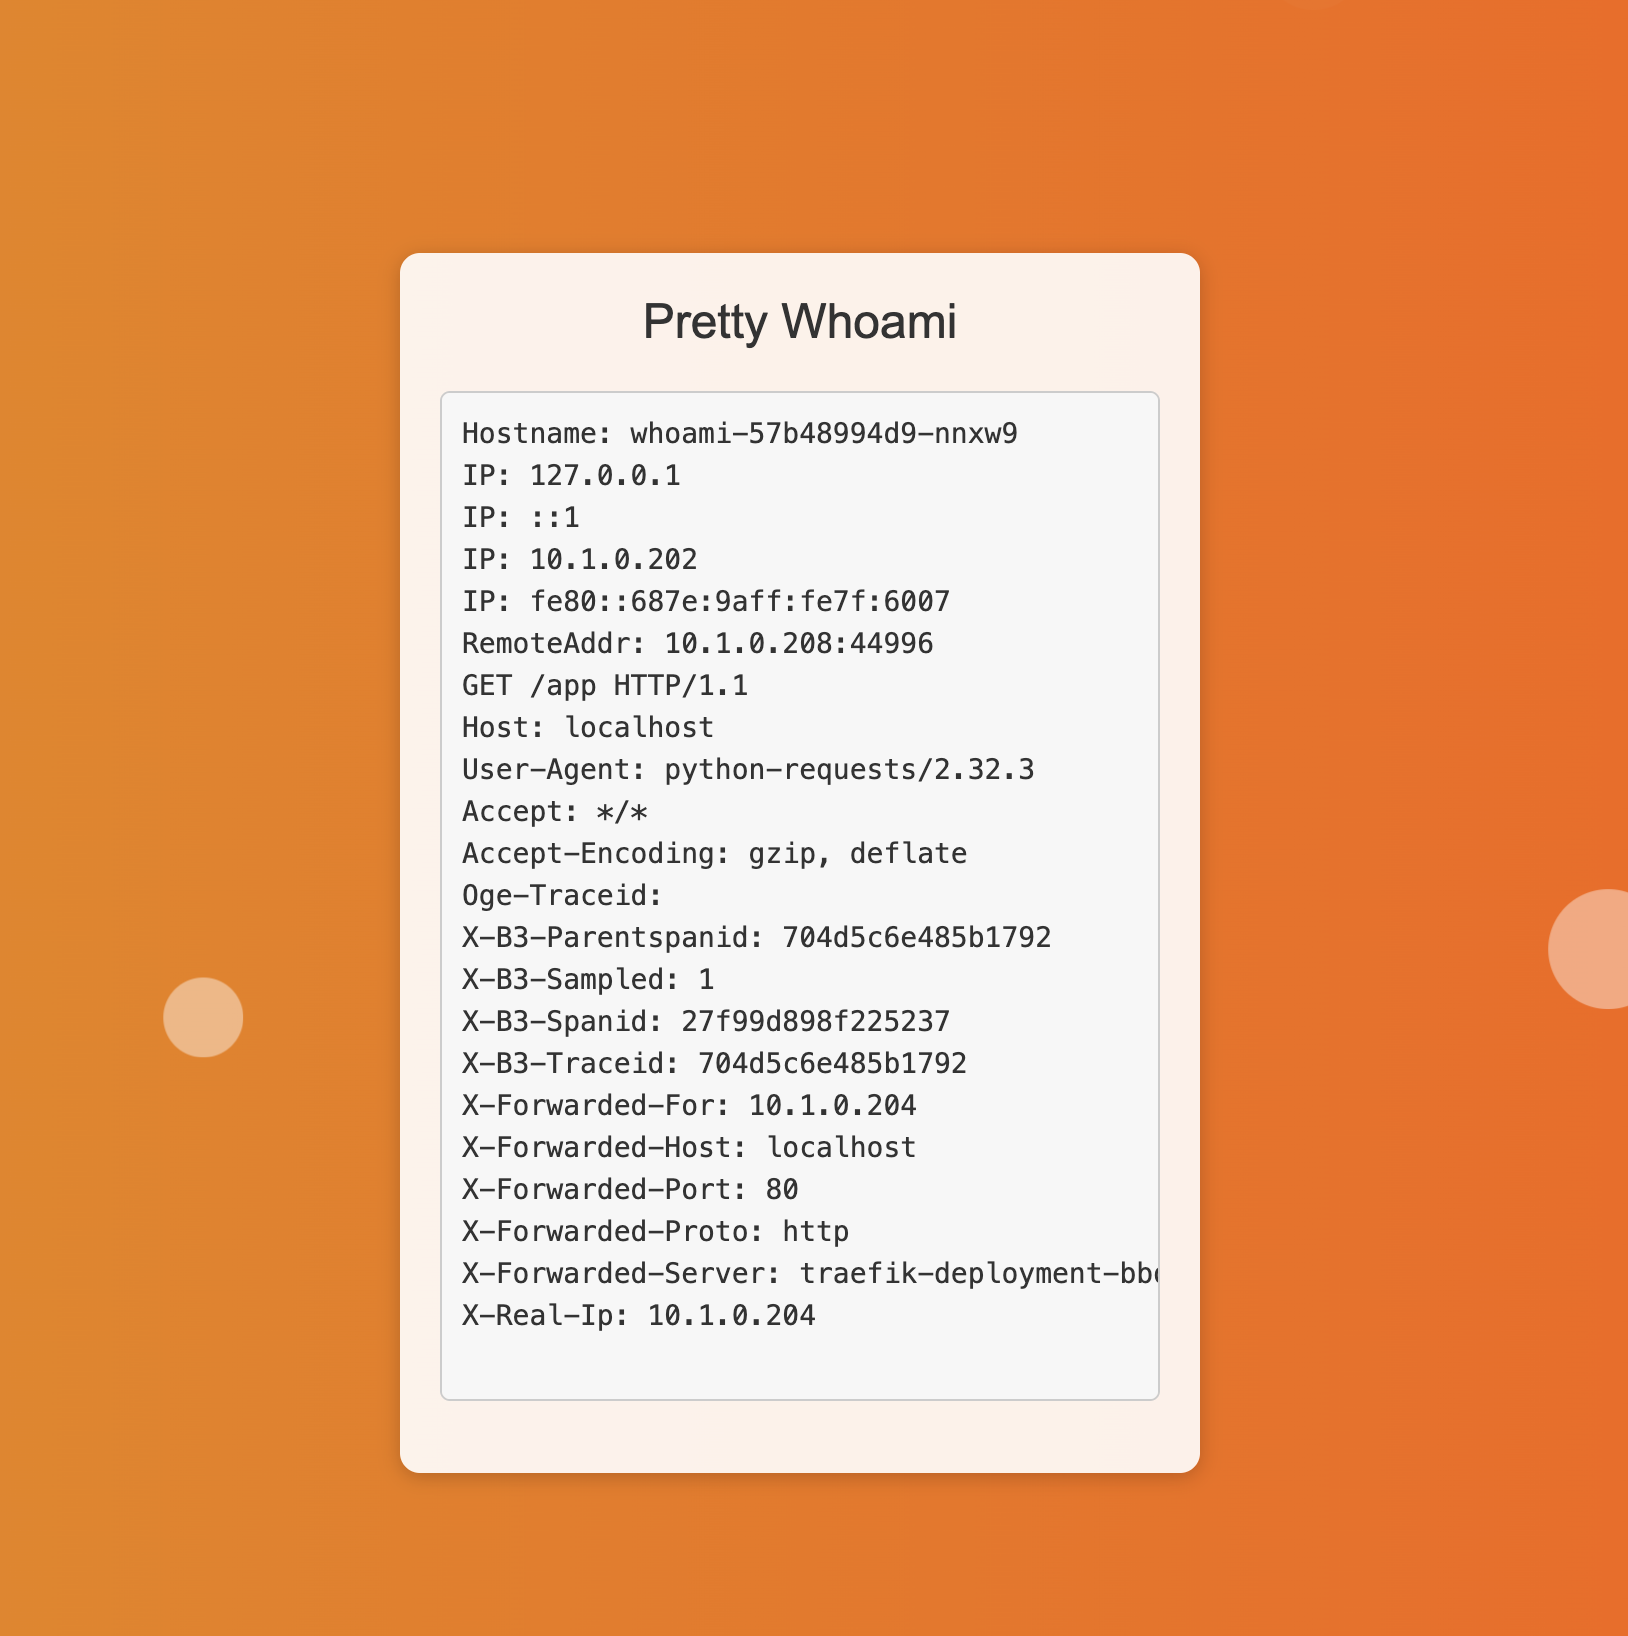 Pretty Whoami
Hostname: whoami-57b48994d9-nnxw9
IP: 127.0.0.1
IP: ::1
IP: 10.1.0.202
IP: fe80::687e:9aff:fe7f:6007
RemoteAddr: 10.1.0.208:44996
GET /app HTTP/1.1
Host: localhost
User-Agent: python-requests/2.32.3
Accept: */*
Accept-Encoding: gzip, deflate
Oge-Traceid:
X-B3-Parentspanid: 704d5c6e485b1792
X-B3-Sampled: 1
X-B3-Spanid: 27f99d898f225237
X-B3-Traceid: 704d5c6e485b1792
X-Forwarded-For: 10.1.0.204
X-Forwarded-Host: localhost
X-Forwarded-Port: 80
X-Forwarded-Proto: http
X-Forwarded-Server: traefik-deployment-bb
X-Real-Ip: 10.1.0.204